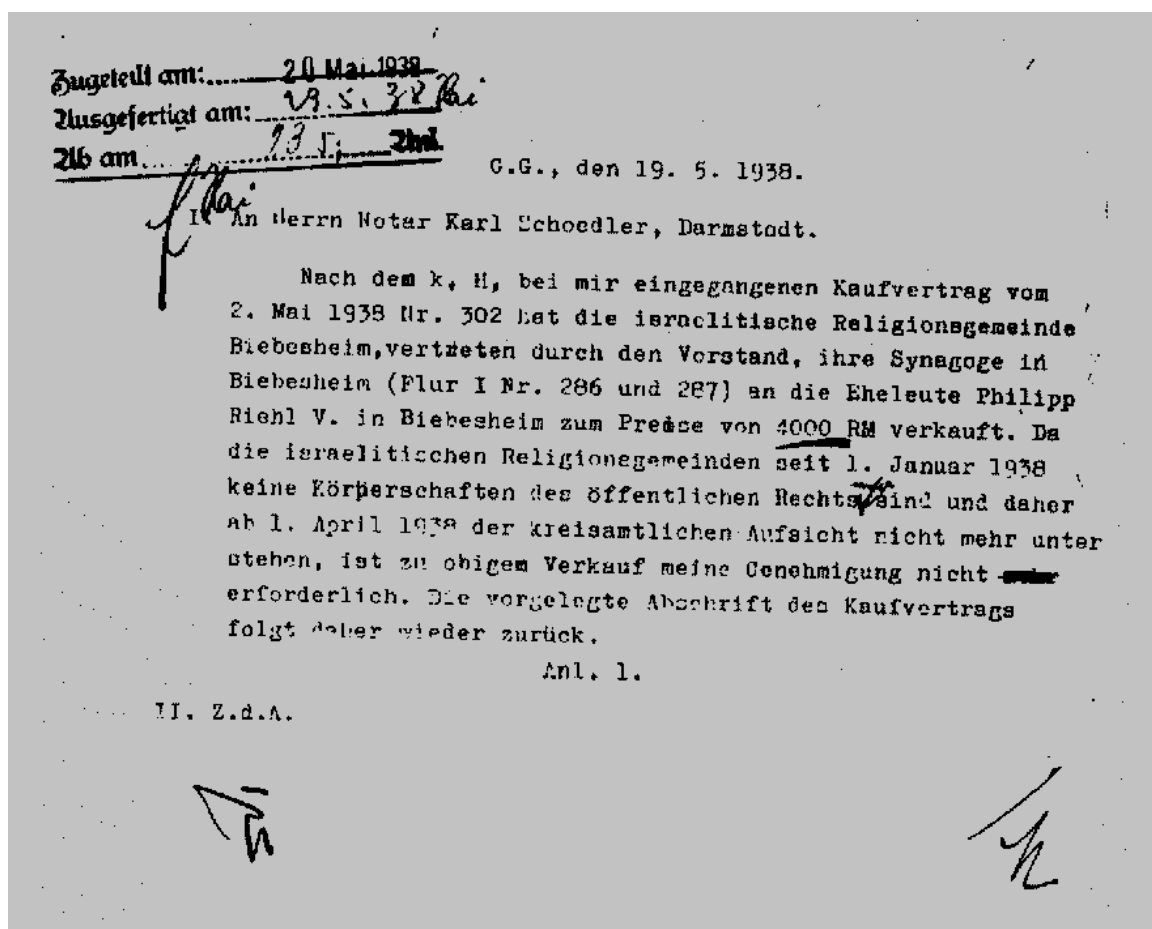 Zugeteilt am: 20 Mai 1938
Ausgefertigt am: 29.5.38 Mai
Ab am 5.
G.G., den 19. 5. 1938.
I. An Herrn Notar Karl Schoedler, Darmstadt.
Nach dem k. H, bei mir eingegangenen Kaufvertrag vom
2. Mai 1938 Nr. 302 hat die israelitische Religionsgemeinde
Biebesheim,vertreten durch den Vorstand, ihre Synagoge in
Biebesheim (Flur I Nr. 286 und 287) an die Eheleute Philipp
Riehl V. in Biebesheim zum Preise von 4000 RM verkauft. Da
die israelitischen Religionsgemeinden seit 1. Januar 1938
keine Körperschaften des öffentlichen Rechts sind und daher
ab 1. April 1938 der kreisamtlichen Aufsicht nicht mehr unter
stehen, ist zu obigem Verkauf meine Genehmigung nicht
erforderlich. Die vorgelegte Abschrift des Kaufvertrags
folgt daher wieder zurück.
Anl. 1.
II. Z.d.A.